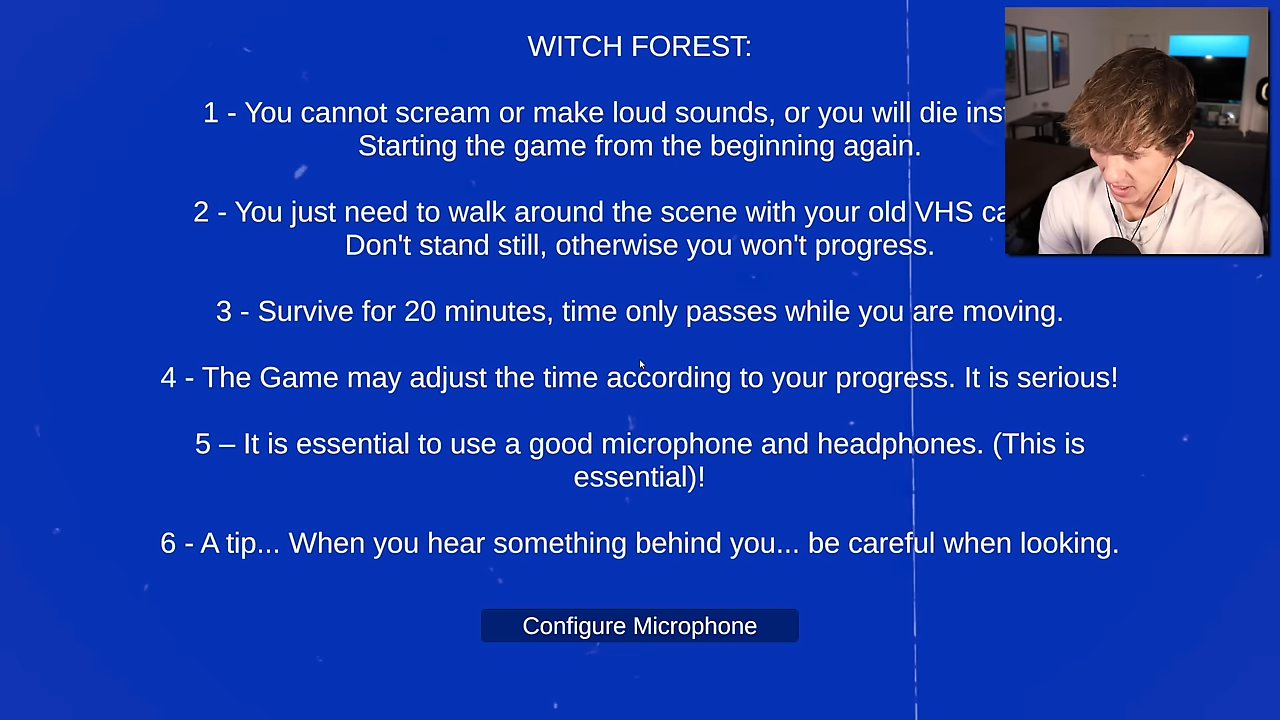 WITCH FOREST:
1 - You cannot scream or make loud sounds, or you will die
Starting the game from the beginning again.
2 - You just need to walk around the scene with your old VHS
Don't stand still, otherwise you won't progress.
3 - Survive for 20 minutes, time only passes while you are moving.
4 - The Game may adjust the time according to your progress. It is serious!
5 – It is essential to use a good microphone and headphones. (This is
essential)!
6 - A tip... When you hear something behind you... be careful when looking.
Configure Microphone